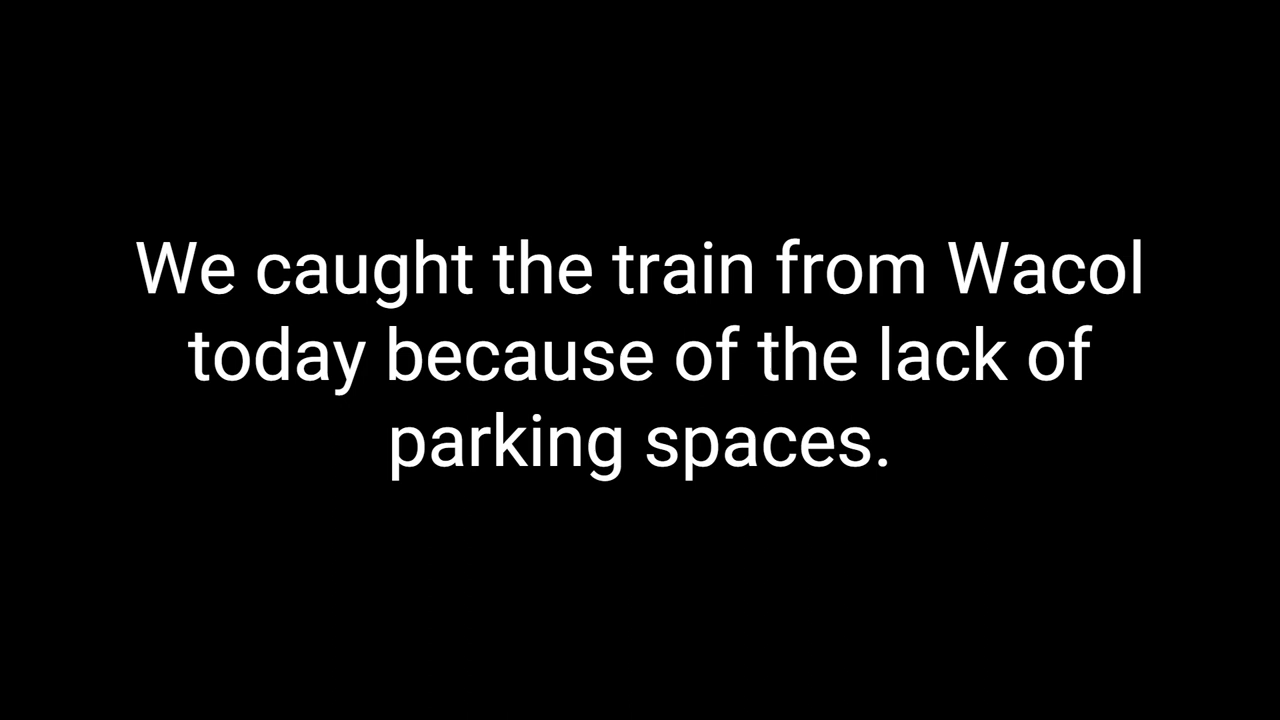 We caught the train from Wacol
today because of the lack of
parking spaces.